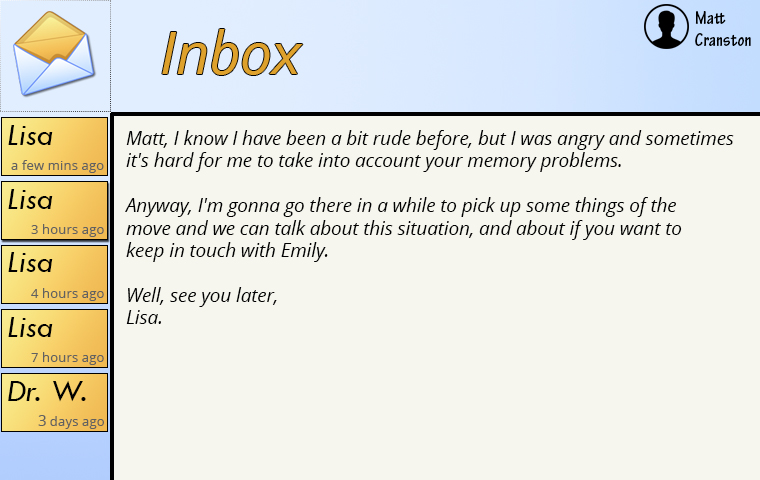 Inbox
Matt
Cranston
Lisa
a few mins ago
Lisa
3 hours ago
Lisa
4 hours ago
Lisa
7 hours ago
Dr. W.
3 days ago
Matt, I know I have been a bit rude before, but I was angry and sometimes
it's hard for me to take into account your memory problems.
Anyway, I'm gonna go there in a while to pick up some things of the
move and we can talk about this situation, and about if you want to
keep in touch with Emily.
Well, see you later,
Lisa.